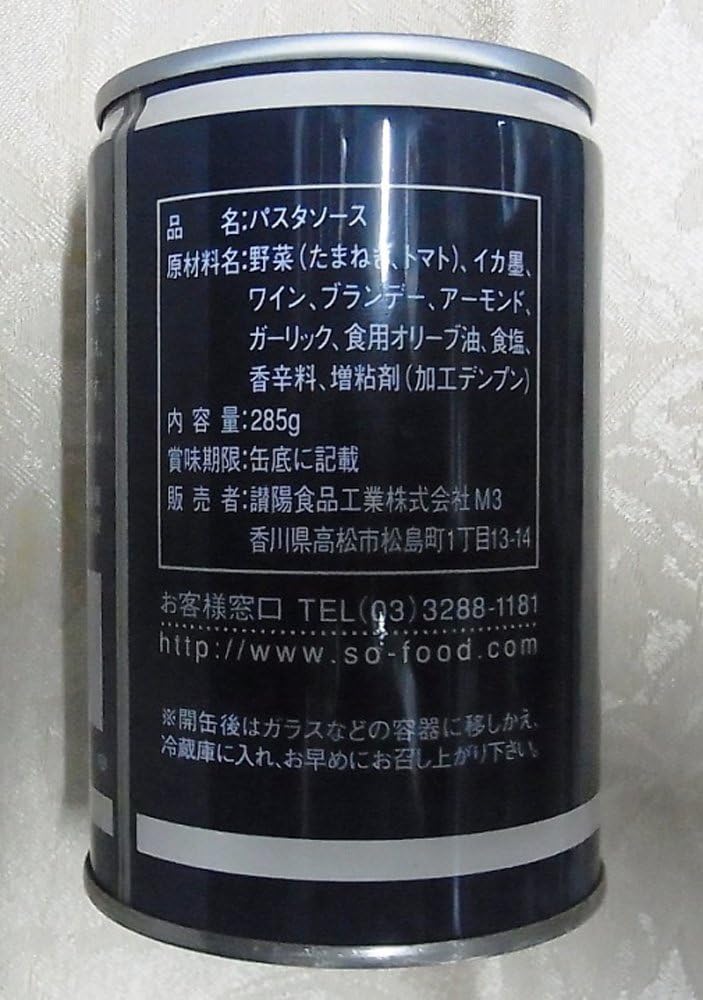 品 名:パスタソース
原材料名:野菜(たまねぎ、トマト)、イカ墨、
ワイン、ブランデー、アーモンド、
ガーリック、食用オリーブ油、食塩、
香辛料、増粘剤(加工デンプン)
内容量:285g
賞味期限:缶底に記載
販売者:讃陽食品工業株式会社M3
香川県高松市松島町1丁目13-14
お客様窓口 TEL(03)3288-1181
http://www.so-food.com
※開缶後はガラスなどの容器に移しかえ、
冷蔵庫に入れ、お早めにお召し上がり下さい。